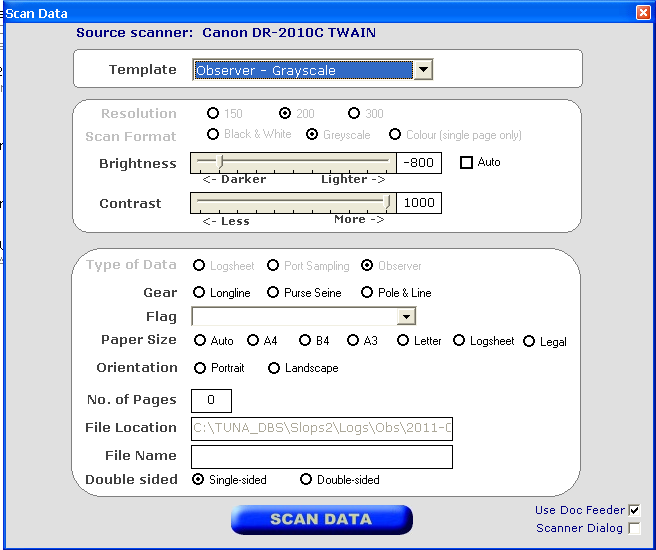 Scan Data
Source scanner: Canon DR-2010C TWAIN
Template Observer - Grayscale
Resolution 150 200 300
Scan Format Black & White Greyscale Colour (single page only)
Brightness -800 Auto
<- Darker Lighter ->
Contrast 1000
<- Less More ->
Type of Data Logsheet Port Sampling Observer
Gear Longline Purse Seine Pole & Line
Flag
Paper Size Auto A4 B4 A3 Letter Logsheet Legal
Orientation Portrait Landscape
No. of Pages 0
File Location C:\TUNA_DBS\Slops2\Logs\Obs\2011-
File Name
Double sided Single-sided Double-sided
SCAN DATA
Use Doc Feeder
Scanner Dialog